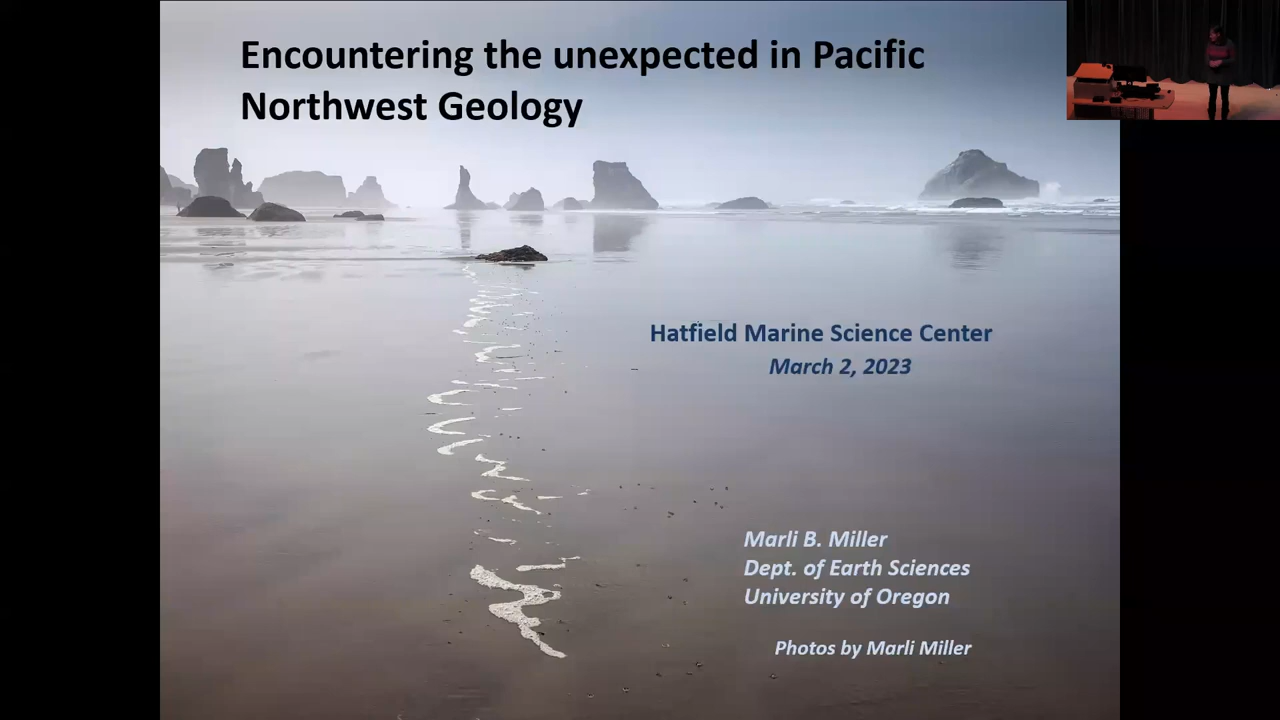 Encountering the unexpected in Pacific
Northwest Geology
Hatfield Marine Science Center
March 2, 2023
Marli B. Miller
Dept. of Earth Sciences
University of Oregon
Photos by Marli Miller